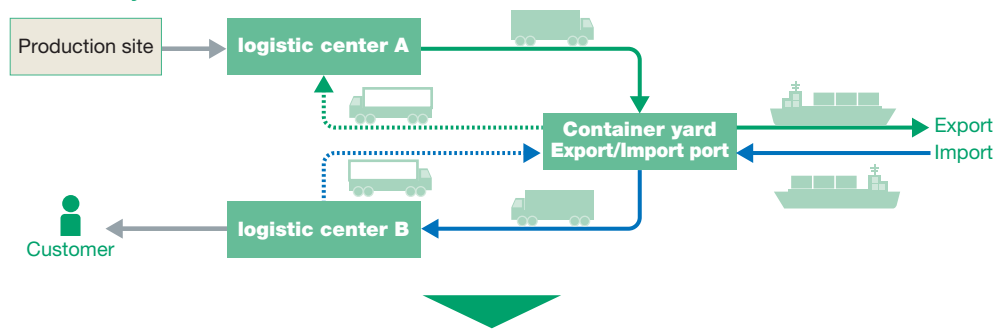 Production site
logistic center A
Container yard
Export/Import port
Export
Import
logistic center B
Customer